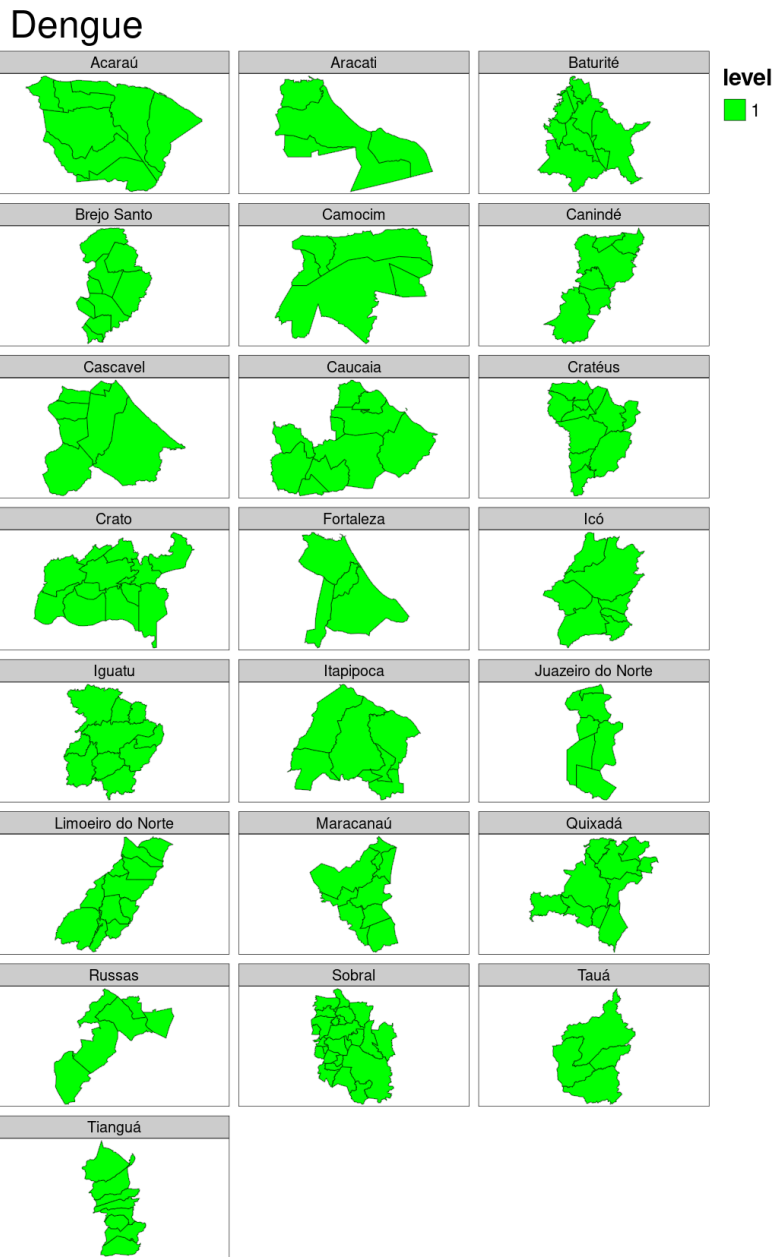 Dengue
Acaraú
Aracati
Baturité
level
1
Brejo Santo
Camocim
Canindé
Cascavel
Caucaia
Cratéus
Crato
Fortaleza
Icó
Iguatu
Itapipoca
Juazeiro do Norte
Limoeiro do Norte
Maracanaú
Quixadá
Russas
Sobral
Tauá
Tianguá